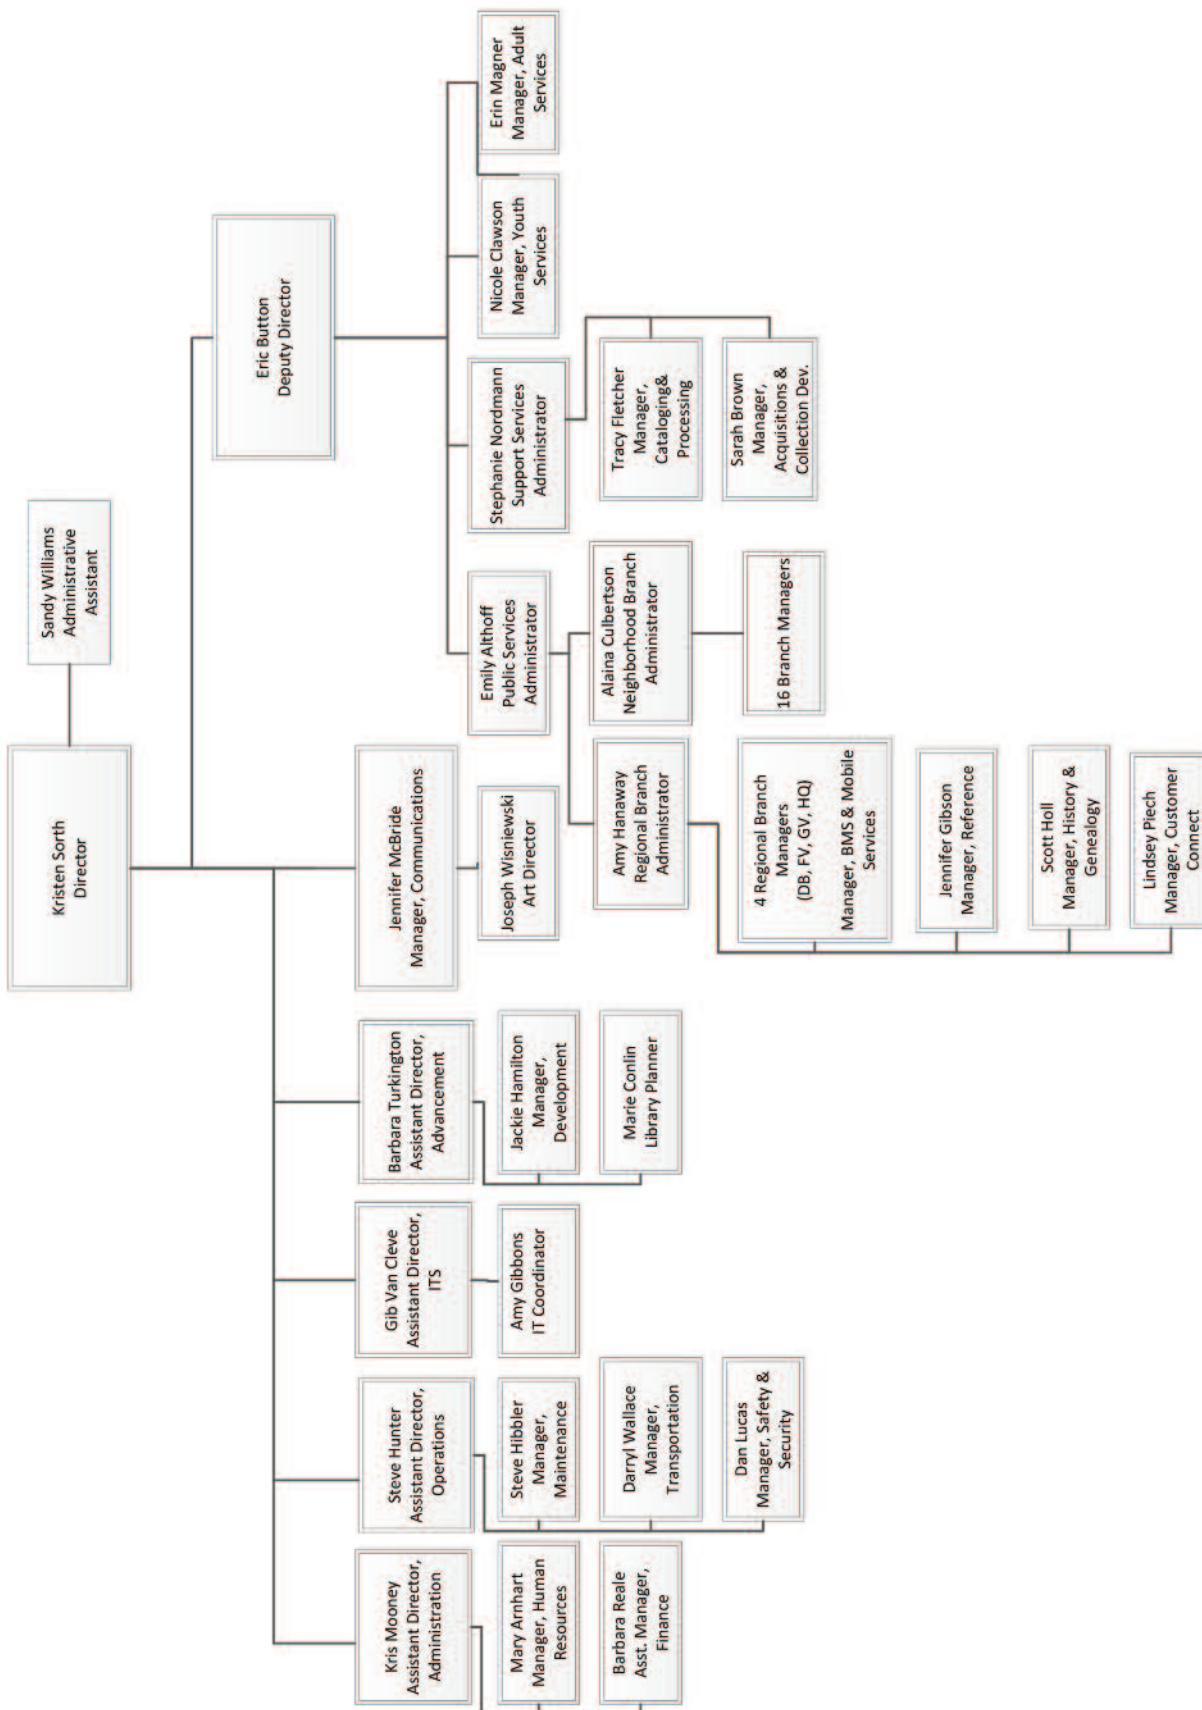 Kristen Sorth
Director
Sandy Williams
Administrative
Assistant
Eric Button
Deputy Director
Kris Mooney
Assistant Director,
Administration
Mary Arnhart
Manager, Human
Resources
Barbara Reale
Asst. Manager,
Finance
Steve Hunter
Assistant Director,
Operations
Steve Hibbler
Manager,
Maintenance
Darryl Wallace
Manager,
Transportation
Dan Lucas
Manager, Safety &
Security
Gib Van Cleve
Assistant Director,
ITS
Amy Gibbons
IT Coordinator
Barbara Turkington
Assistant Director,
Advancement
Jackie Hamilton
Manager,
Development
Marie Conlin
Library Planner
Jennifer McBride
Manager, Communications
Joseph Wisniewski
Art Director
Emily Althoff
Public Services
Administrator
Amy Hanaway
Regional Branch
Administrator
4 Regional Branch
Managers
(DB, FV, GV, HQ)
Manager, BMS & Mobile
Services
Jennifer Gibson
Manager, Reference
Scott Holl
Manager, History &
Genealogy
Lindsey Piech
Manager, Customer
Connect
Alaina Culbertson
Neighborhood Branch
Administrator
16 Branch Managers
Stephanie Nordmann
Support Services
Administrator
Tracy Fletcher
Manager,
Cataloging&
Processing
Sarah Brown
Manager,
Acquisitions &
Collection Dev.
Nicole Clawson
Manager, Youth
Services
Erin Magner
Manager, Adult
Services